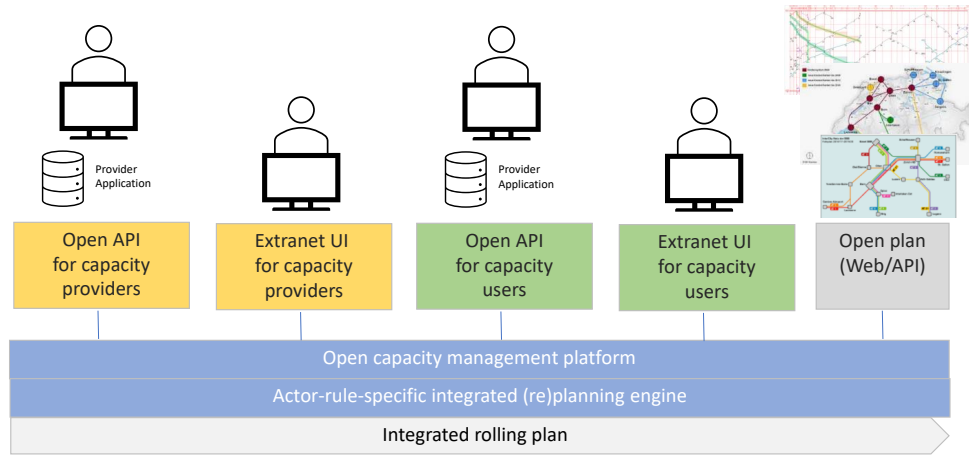 Provider
Application
Provider
Application
Open API
for capacity
providers
Extranet UI
for capacity
providers
Open API
for capacity
users
Extranet UI
for capacity
users
Open plan
(Web/API)
Open capacity management platform
Actor-rule-specific integrated (re)planning engine
Integrated rolling plan